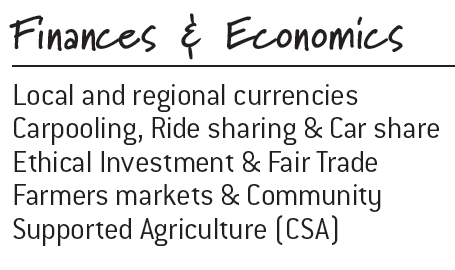 Finances & Economics
Local and regional currencies
Carpooling, Ride sharing & Car share
Ethical Investment & Fair Trade
Farmers markets & Community
Supported Agriculture (CSA)